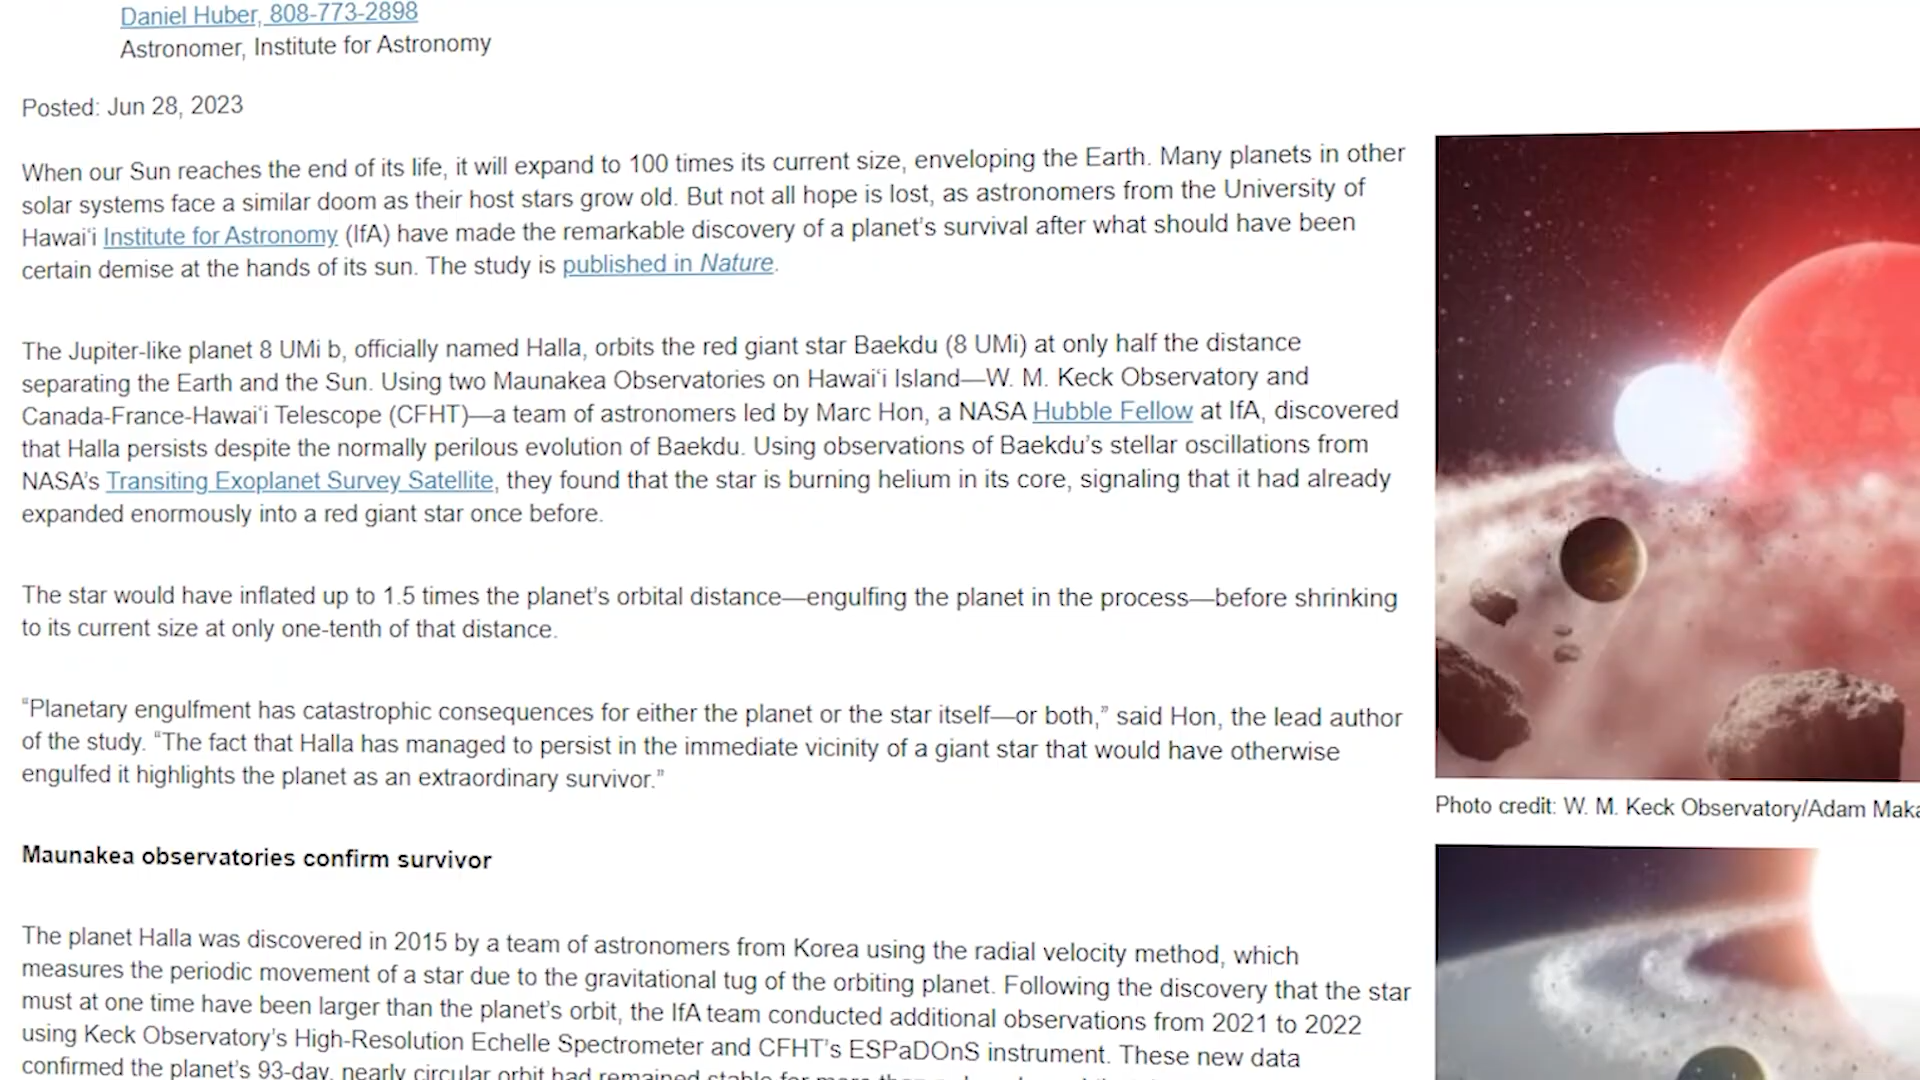 Daniel Huber, 808-773-2898
Astronomer, Institute for Astronomy
Posted: Jun 28, 2023
When our Sun reaches the end of its life, it will expand to 100 times its current size, enveloping the Earth. Many planets in other
solar systems face a similar doom as their host stars grow old. But not all hope is lost, as astronomers from the University of
Hawaiʻi Institute for Astronomy (IfA) have made the remarkable discovery of a planet’s survival after what should have been
certain demise at the hands of its sun. The study is published in Nature.
The Jupiter-like planet 8 UMi b, officially named Halla, orbits the red giant star Baekdu (8 UMi) at only half the distance
separating the Earth and the Sun. Using two Maunakea Observatories on Hawaiʻi Island—W. M. Keck Observatory and
Canada-France-Hawaiʻi Telescope (CFHT)—a team of astronomers led by Marc Hon, a NASA Hubble Fellow at IfA, discovered
that Halla persists despite the normally perilous evolution of Baekdu. Using observations of Baekdu’s stellar oscillations from
NASA’s Transiting Exoplanet Survey Satellite, they found that the star is burning helium in its core, signaling that it had already
expanded enormously into a red giant star once before.
The star would have inflated up to 1.5 times the planet’s orbital distance—engulfing the planet in the process—before shrinking
to its current size at only one-tenth of that distance.
“Planetary engulfment has catastrophic consequences for either the planet or the star itself—or both,” said Hon, the lead author
of the study. “The fact that Halla has managed to persist in the immediate vicinity of a giant star that would have otherwise
engulfed it highlights the planet as an extraordinary survivor.”
Photo credit: W. M. Keck Observatory/Adam
Maunakea observatories confirm survivor
The planet Halla was discovered in 2015 by a team of astronomers from Korea using the radial velocity method, which
measures the periodic movement of a star due to the gravitational tug of the orbiting planet. Following the discovery that the star
must at one time have been larger than the planet’s orbit, the IfA team conducted additional observations from 2021 to 2022
using Keck Observatory’s High-Resolution Echelle Spectrometer and CFHT’s ESPaDOnS instrument. These new data
confirmed the planet’s 93-day, nearly circular orbit had remained stable for more than